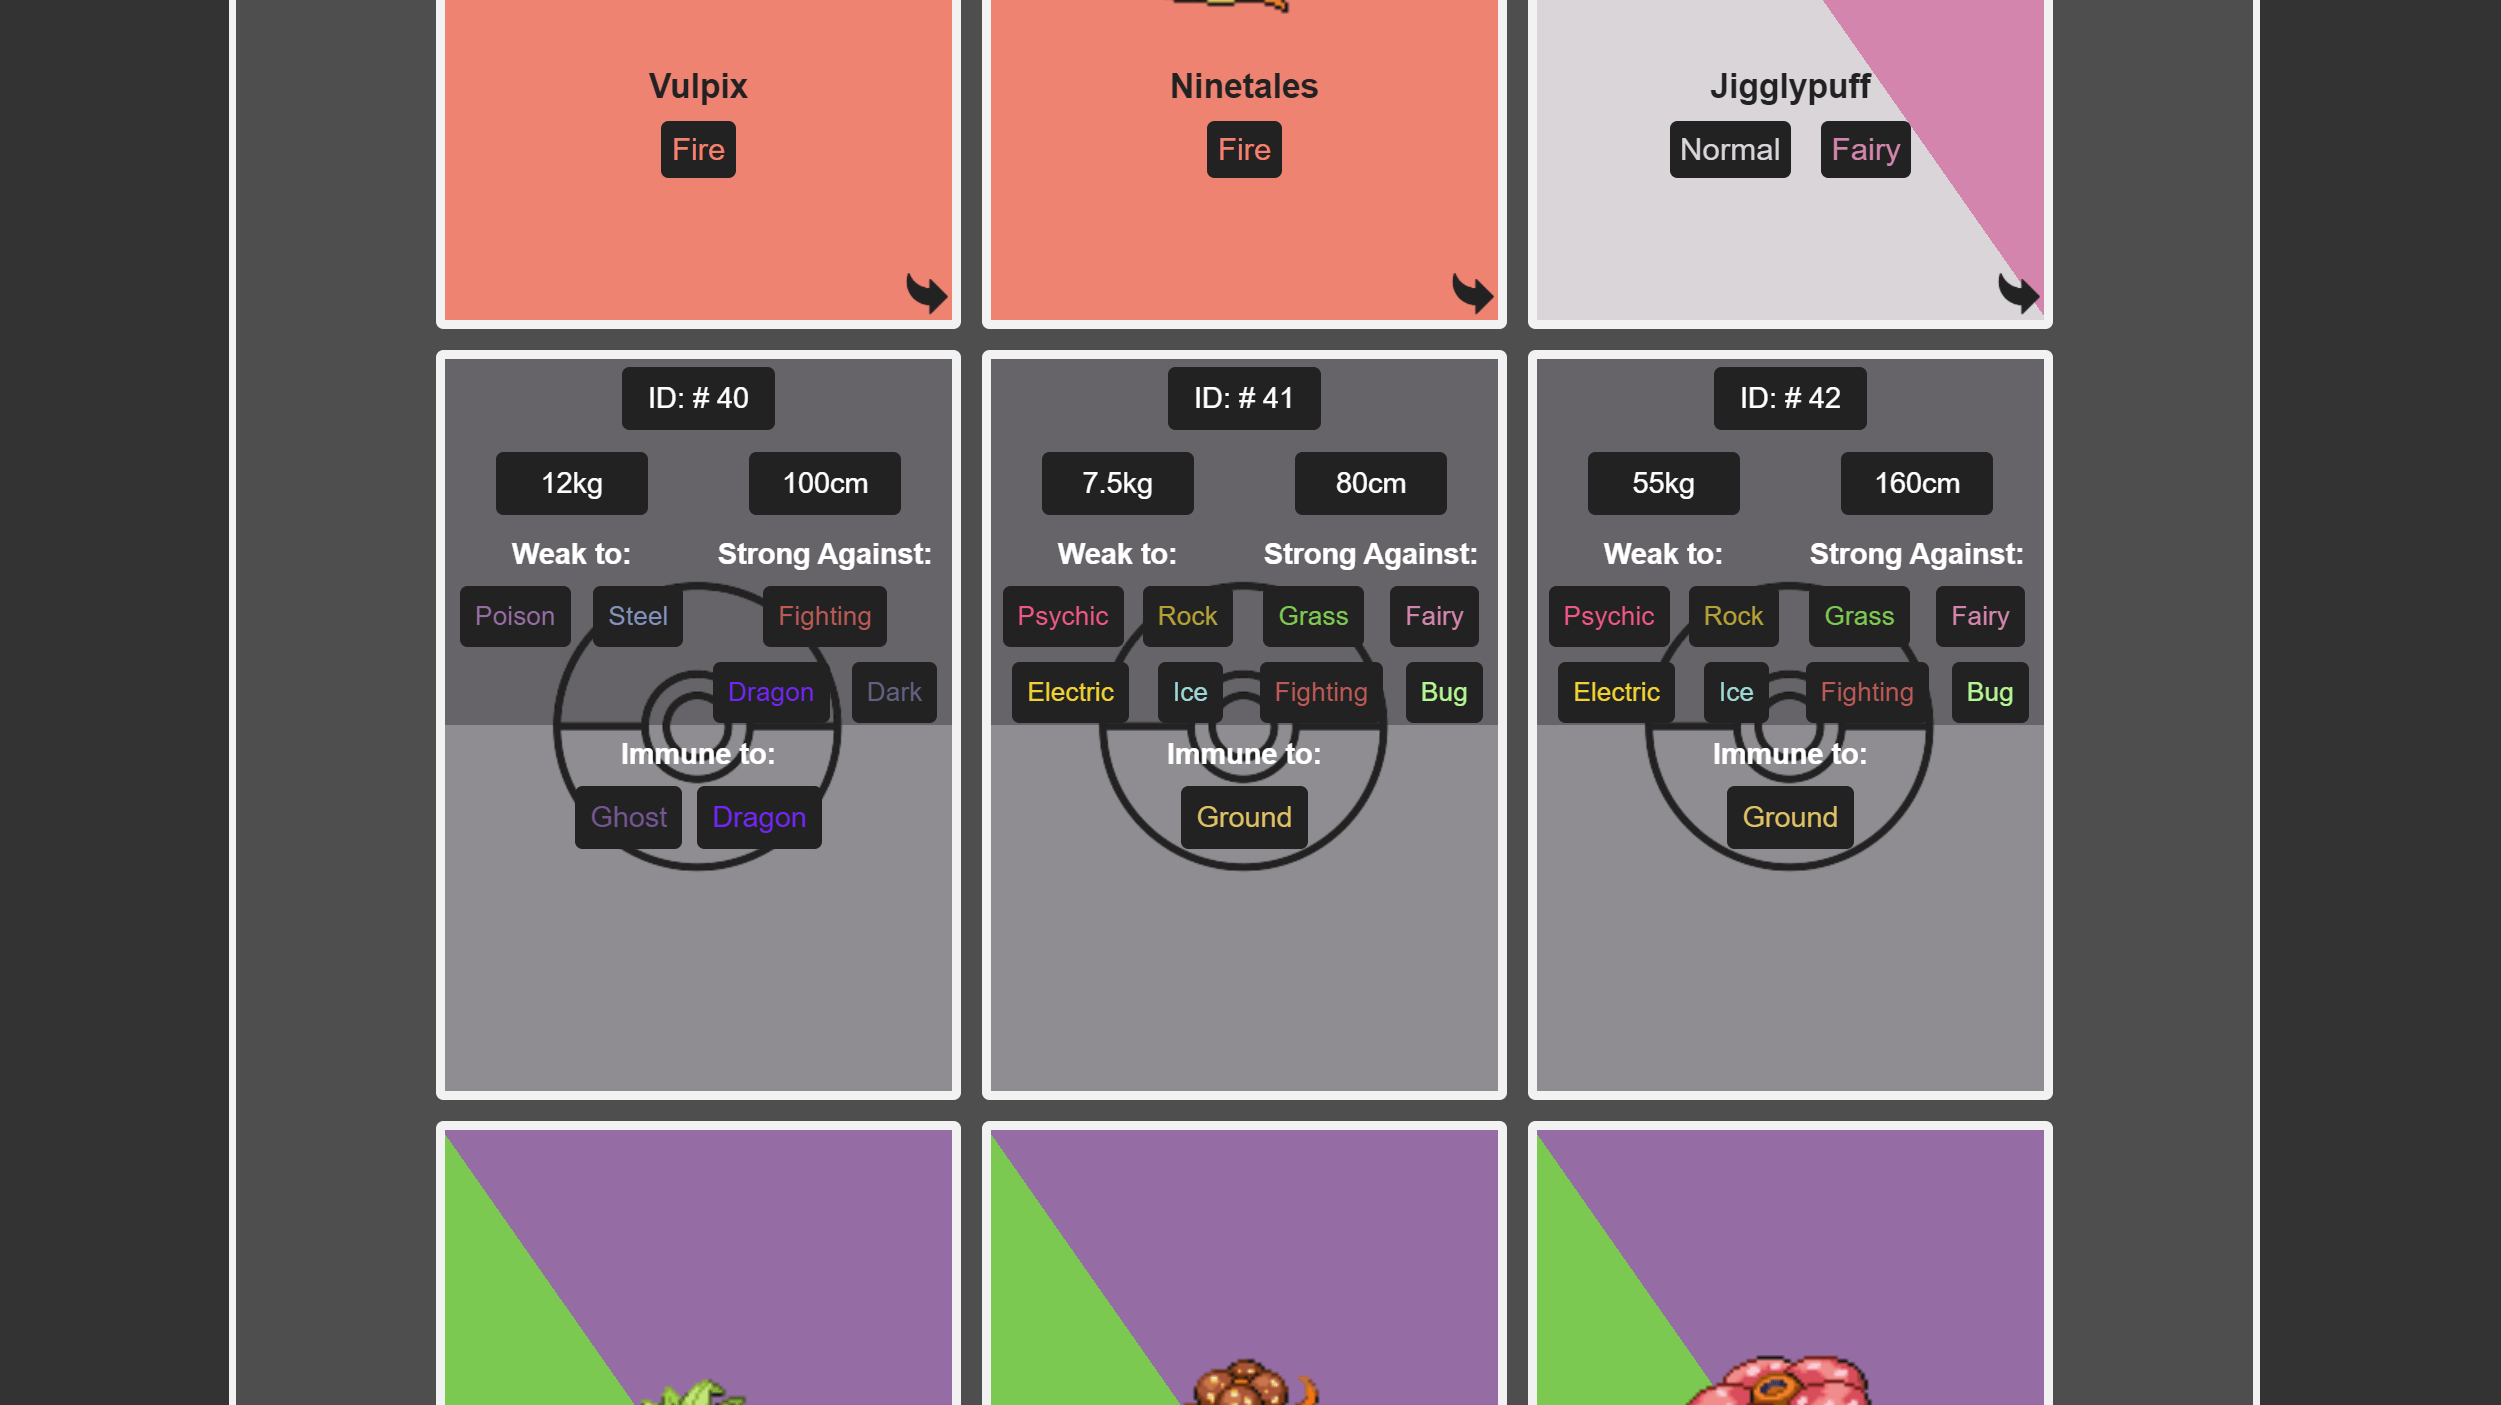 Vulpix Ninetales Jigglypuff
Fire Fire Normal Fairy
ID: # 40 ID: # 41 ID: # 42
12kg 100cm 7.5kg 80cm 55kg 160cm
Weak to: Strong Against: Weak to: Strong Against: Weak to: Strong Against:
Poison Steel Fighting Psychic Rock Grass Fairy Psychic Rock Grass Fairy
Dragon Dark Electric Ice Fighting Bug Electric Ice Fighting Bug
Immune to: Immune to: Immune to:
Ghost Dragon Ground Ground